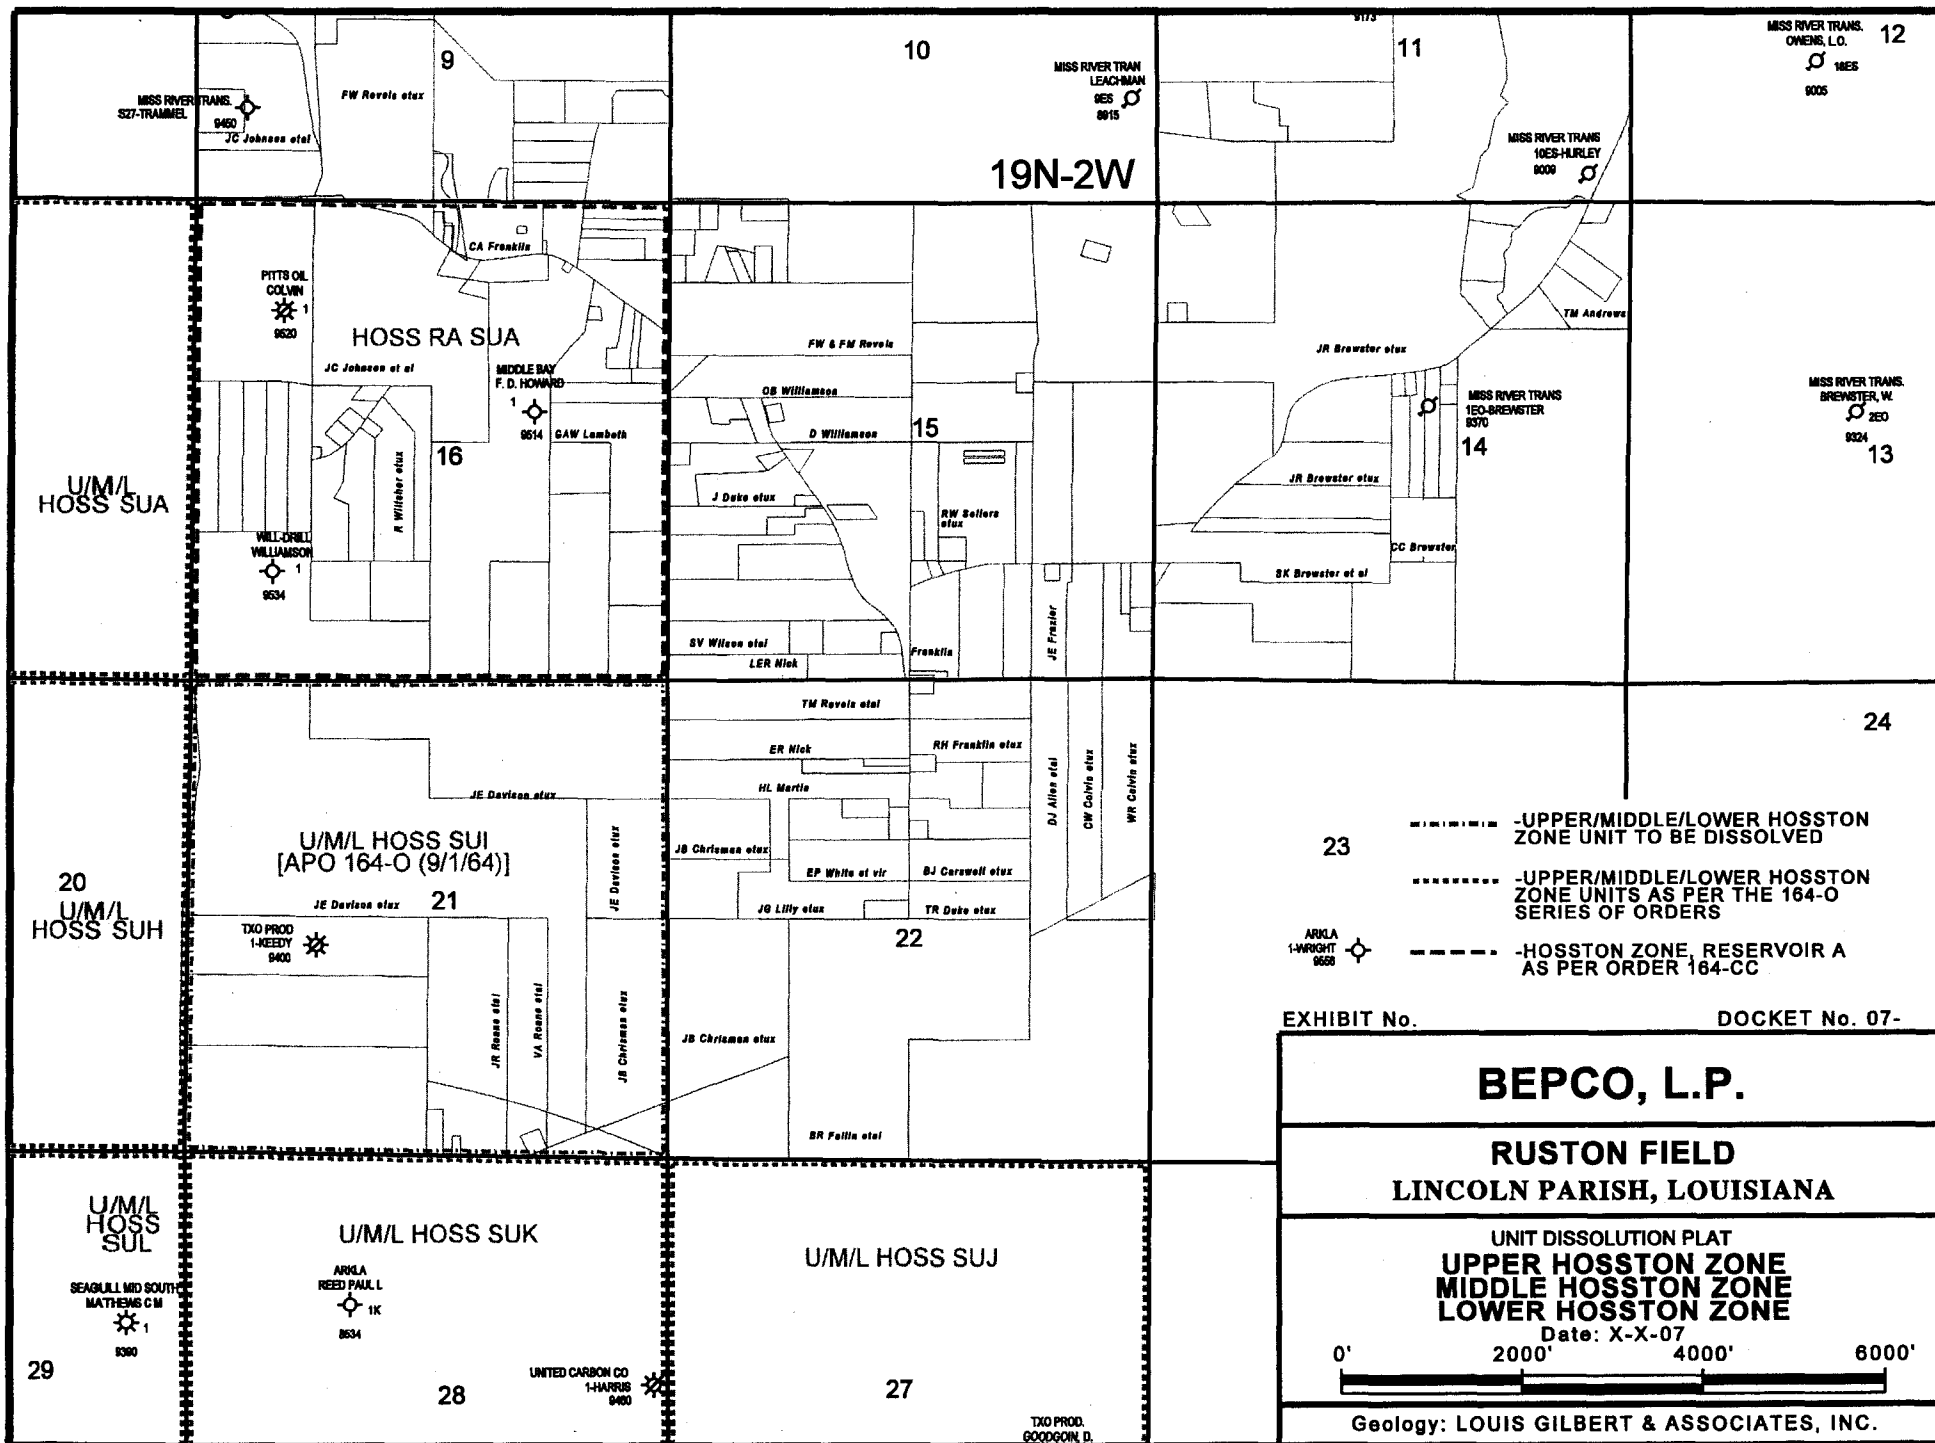 9
10
11
12
9173
MISS RIVER TRANS.
S27-TRAMMEL
9450
JC Johnson etal
FW Revels etux
MISS RIVER TRAN
LEACHMAN
9ES
8915
MISS RIVER TRANS
10ES-HURLEY
9009
MISS RIVER TRANS.
OWENS, L.O.
16ES
9005
19N-2W
U/M/L
HOSS SUA
PITTS OIL
COLVIN
1
9520
CA Franklin
HOSS RA SUA
JC Johnson et al
MIDDLE BAY
F. D. HOWARD
1
9514
GAW Lambeth
16
R Wiltsher etux
WILL-DRILL
WILLIAMSON
1
9534
FW & FM Revels
OB Williamson
D Williamson
15
J Duke etux
RW Sellers
etux
SV Wilson etal
LER Nick
Franklin
JE Frazier
TM Andrews
JR Brewster etux
MISS RIVER TRANS
1EO-BREWSTER
9370
14
JR Brewster etux
CC Brewster
SK Brewster et al
MISS RIVER TRANS.
BREWSTER, W.
2EO
9324
13
20
U/M/L
HOSS SUH
JE Davison etux
U/M/L HOSS SUI
[APO 164-O (9/1/64)]
JE Davison etux
21
JE Davison etux
TXO PROD
1-KEEDY
9400
JR Roane etal
VA Roane etal
JB Chrisman etux
TM Revels etal
ER Nick
RH Franklin etux
HL Martin
JB Chrisman etux
EP White et vir
BJ Carswell etux
JG Lilly etux
TR Duke etux
22
DJ Allen etal
CW Colvin etux
WR Colvin etux
JB Chrisman etux
BR Fallin etal
24
23
ARKLA
1-WRIGHT
9558
-UPPER/MIDDLE/LOWER HOSSTON
ZONE UNIT TO BE DISSOLVED
-UPPER/MIDDLE/LOWER HOSSTON
ZONE UNITS AS PER THE 164-O
SERIES OF ORDERS
-HOSSTON ZONE, RESERVOIR A
AS PER ORDER 164-CC
EXHIBIT No. DOCKET No. 07-
U/M/L
HOSS
SUL
SEAGULL MID SOUTH
MATHEWS C M
1
9390
29
U/M/L HOSS SUK
ARKLA
REED PAUL L
1K
8534
UNITED CARBON CO
1-HARRIS
9460
28
U/M/L HOSS SUJ
27
TXO PROD.
GOODGOIN, D.
BEPCO, L.P.
RUSTON FIELD
LINCOLN PARISH, LOUISIANA
UNIT DISSOLUTION PLAT
UPPER HOSSTON ZONE
MIDDLE HOSSTON ZONE
LOWER HOSSTON ZONE
Date: X-X-07
0' 2000' 4000' 6000'
Geology: LOUIS GILBERT & ASSOCIATES, INC.